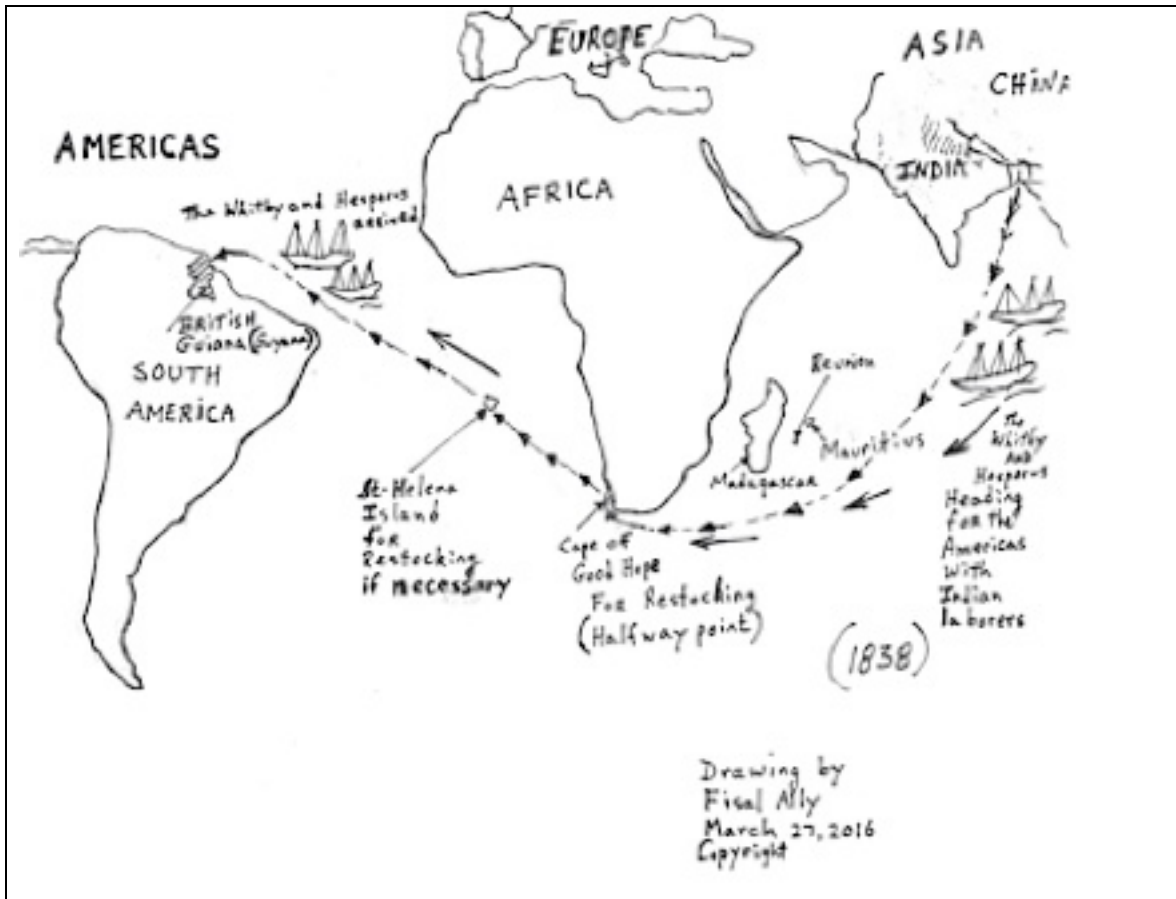 EUROPE
ASIA
CHINA
AMERICAS
AFRICA
INDIA
The Whitby and Hesperus
arrived
BRITISH
Guiana (Guyana)
SOUTH
AMERICA
Reunion
Mauritius
Madagascar
The
Whitby
AND
Hesperus
Heading
for the
Americas
With
Indian
laborers
St-Helena
Island
for
Restocking
if necessary
Cape of
Good Hope
For Restocking
(Halfway point)
(1838)
Drawing by
Fisal Ally
March 27, 2016
Copyright